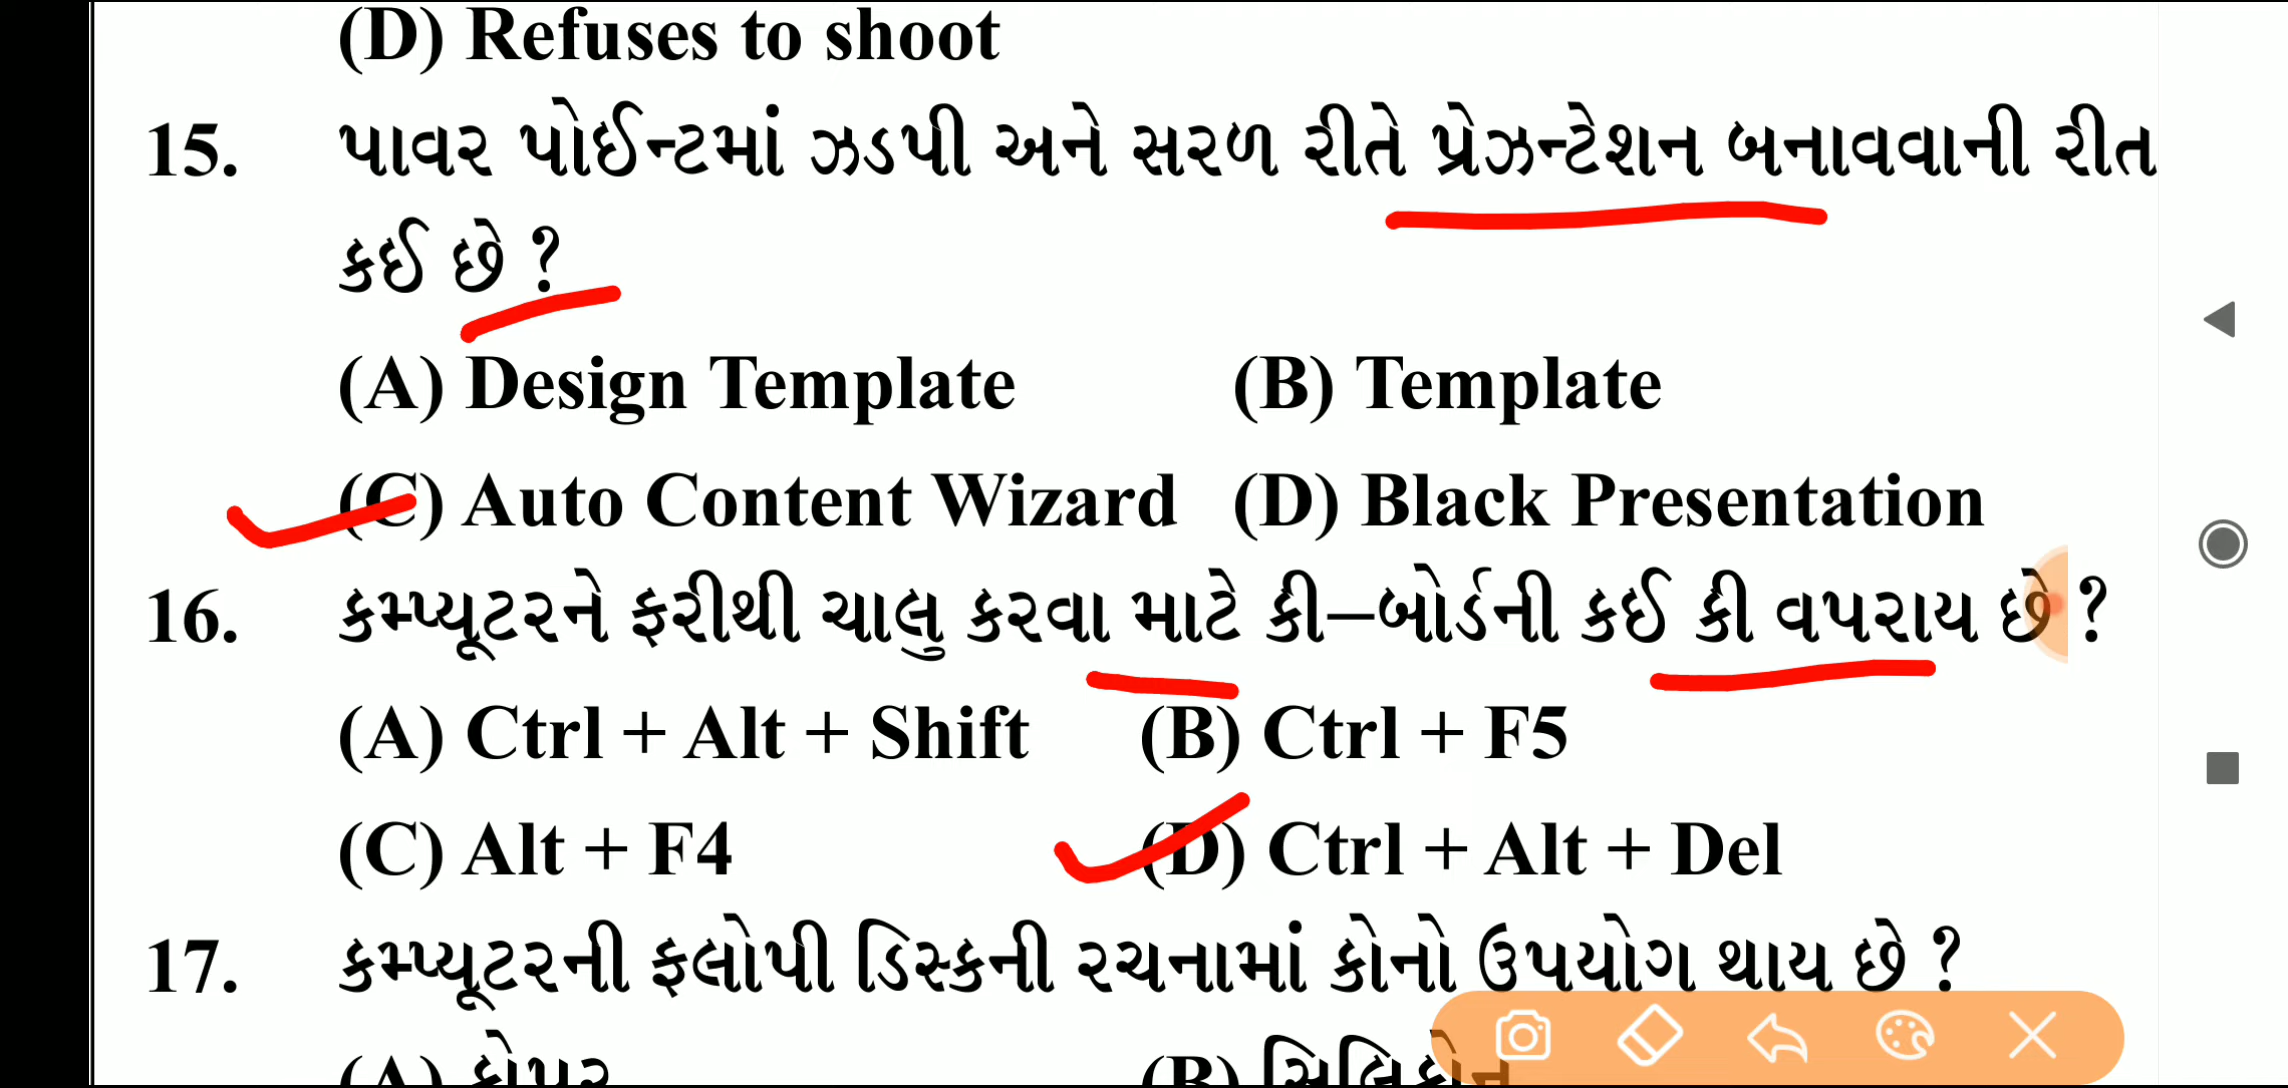 (D) Refuses to shoot
15. પાવર પોઈન્ટમાં ઝડપી અને સરળ રીતે પ્રેઝન્ટેશન બનાવવાની રીત
કઈ છે ?
(A) Design Template (B) Template
(C) Auto Content Wizard (D) Black Presentation
16. કમ્પ્યૂટરને ફરીથી ચાલુ કરવા માટે કી–બોર્ડની કઈ કી વપરાય છે ?
(A) Ctrl + Alt + Shift (B) Ctrl + F5
(C) Alt + F4 (D) Ctrl + Alt + Del
17. કમ્પ્યૂટરની ફ્લોપી ડિસ્કની રચનામાં કોનો ઉપયોગ થાય છે ?
(A) કોપર (B) સિલિકોન